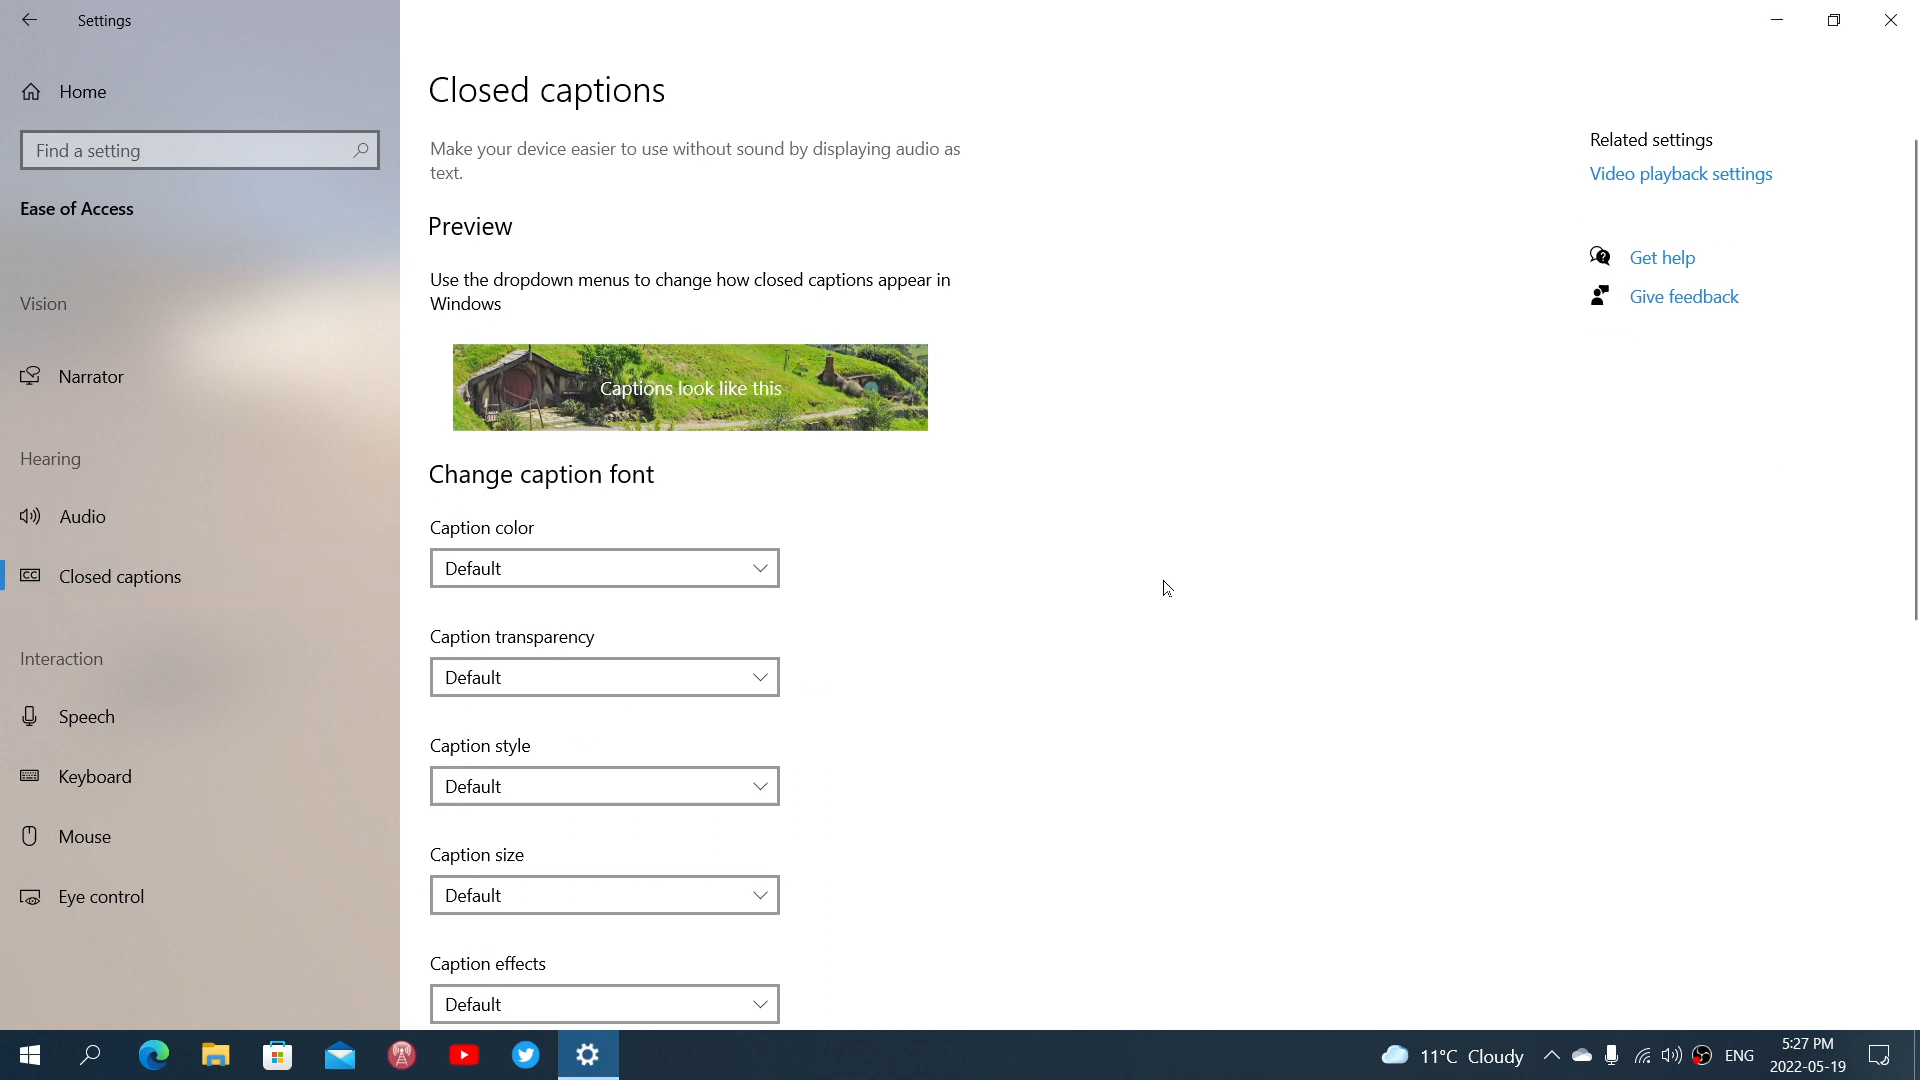 Settings
Home
Find a setting
Ease of Access
Vision
Narrator
Hearing
Audio
Closed captions
Interaction
Speech
Keyboard
Mouse
Eye control
Closed captions
Make your device easier to use without sound by displaying audio as
text.
Preview
Use the dropdown menus to change how closed captions appear in
Windows
Captions look like this
Change caption font
Caption color
Default
Caption transparency
Default
Caption style
Default
Caption size
Default
Caption effects
Default
Related settings
Video playback settings
Get help
Give feedback
11°C Cloudy
ENG
5:27 PM
2022-05-19